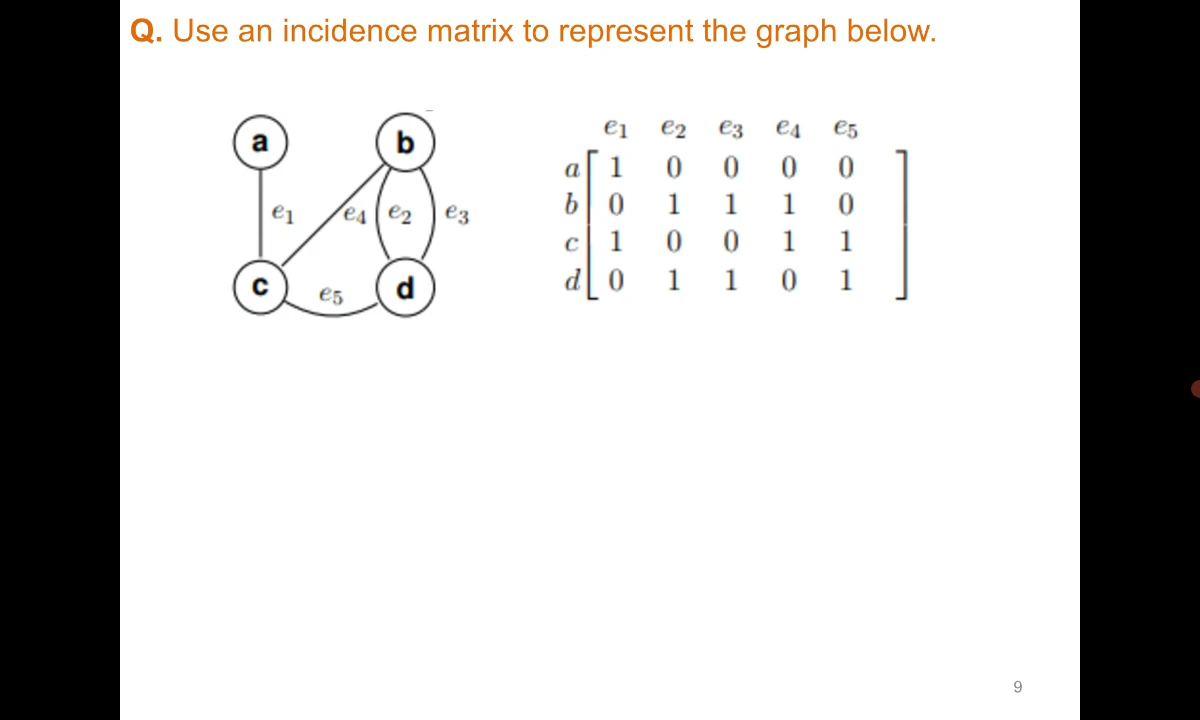 Q. Use an incidence matrix to represent the graph below.
a b
e1 e4 e2 e3
c e5 d
e1 e2 e3 e4 e5
a 1 0 0 0 0
b 0 1 1 1 0
c 1 0 0 1 1
d 0 1 1 0 1
9